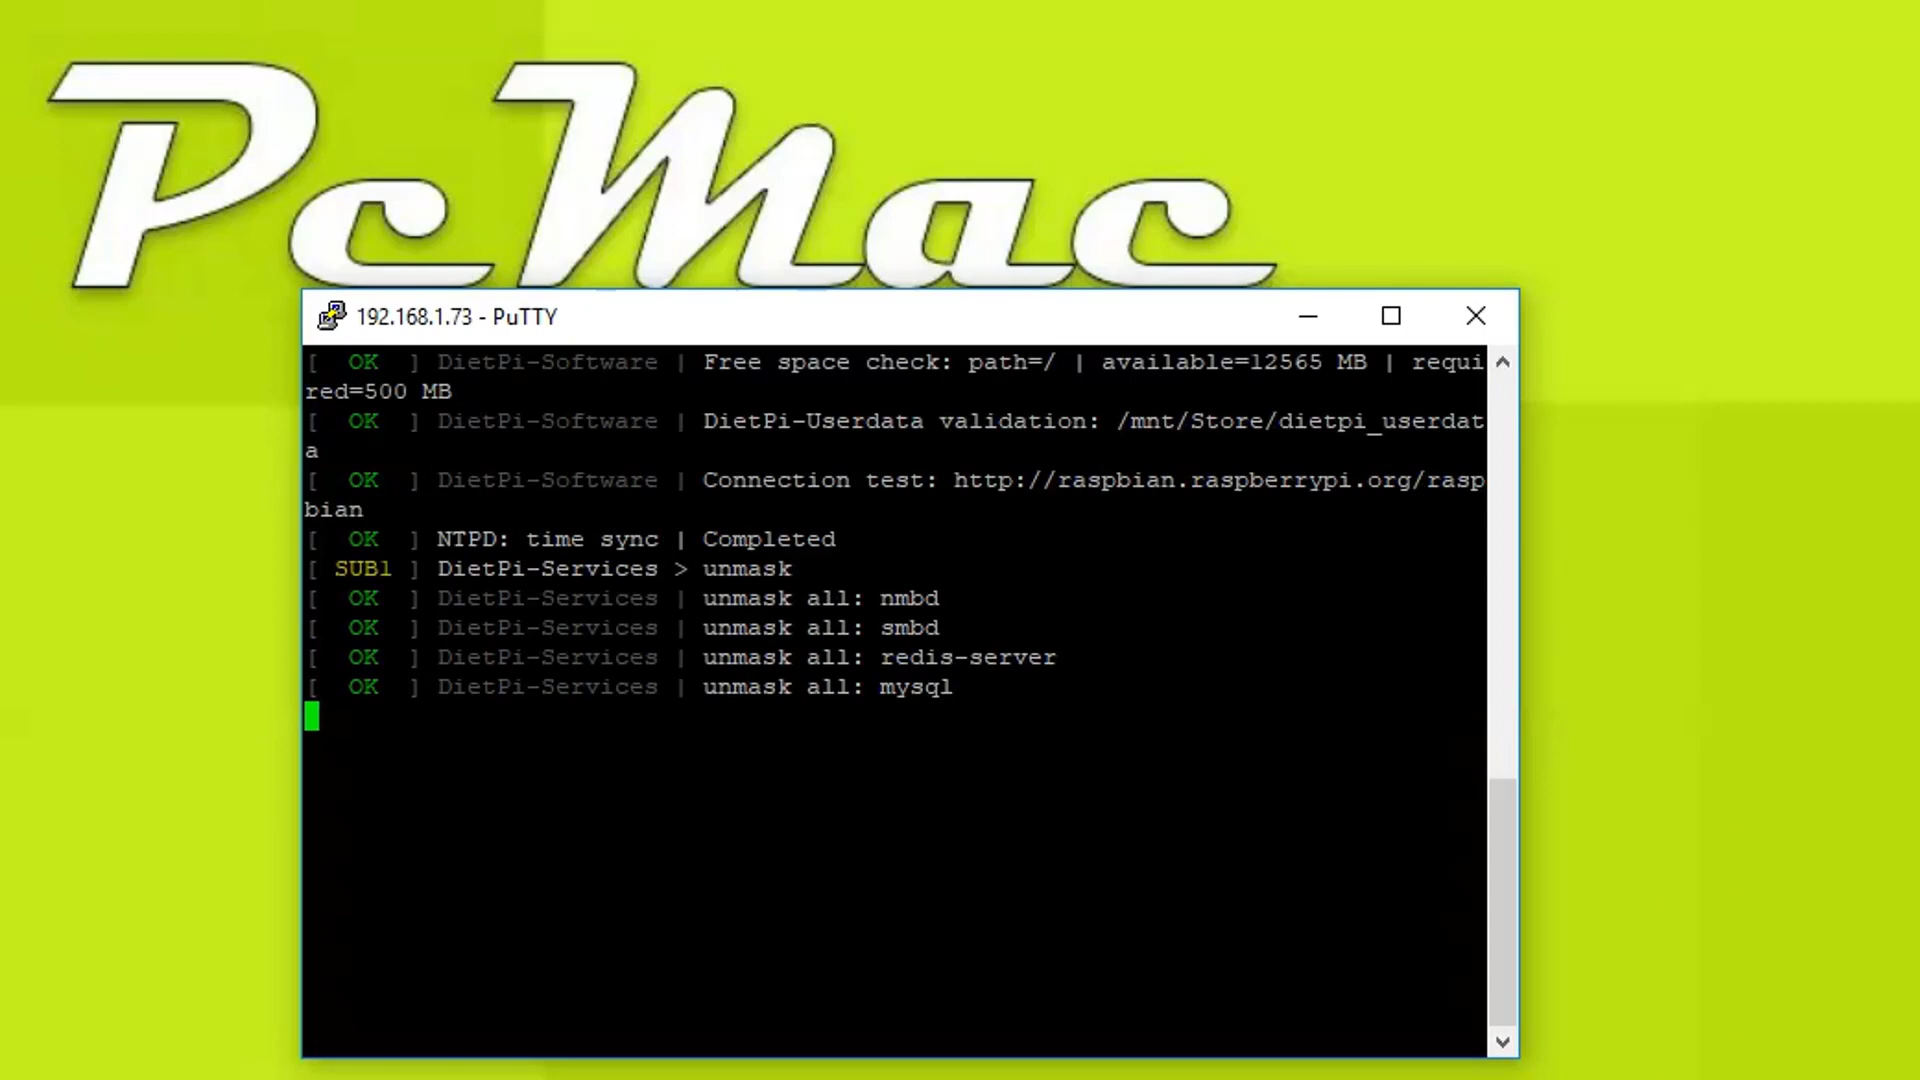 PcMac
192.168.1.73 - PuTTY
[  OK  ] DietPi-Software | Free space check: path=/ | available=12565 MB | requi
red=500 MB
[  OK  ] DietPi-Software | DietPi-Userdata validation: /mnt/Store/dietpi_userdat
a
[  OK  ] DietPi-Software | Connection test: http://raspbian.raspberrypi.org/rasp
bian
[  OK  ] NTPD: time sync | Completed
[ SUB1 ] DietPi-Services > unmask
[  OK  ] DietPi-Services | unmask all: nmbd
[  OK  ] DietPi-Services | unmask all: smbd
[  OK  ] DietPi-Services | unmask all: redis-server
[  OK  ] DietPi-Services | unmask all: mysql